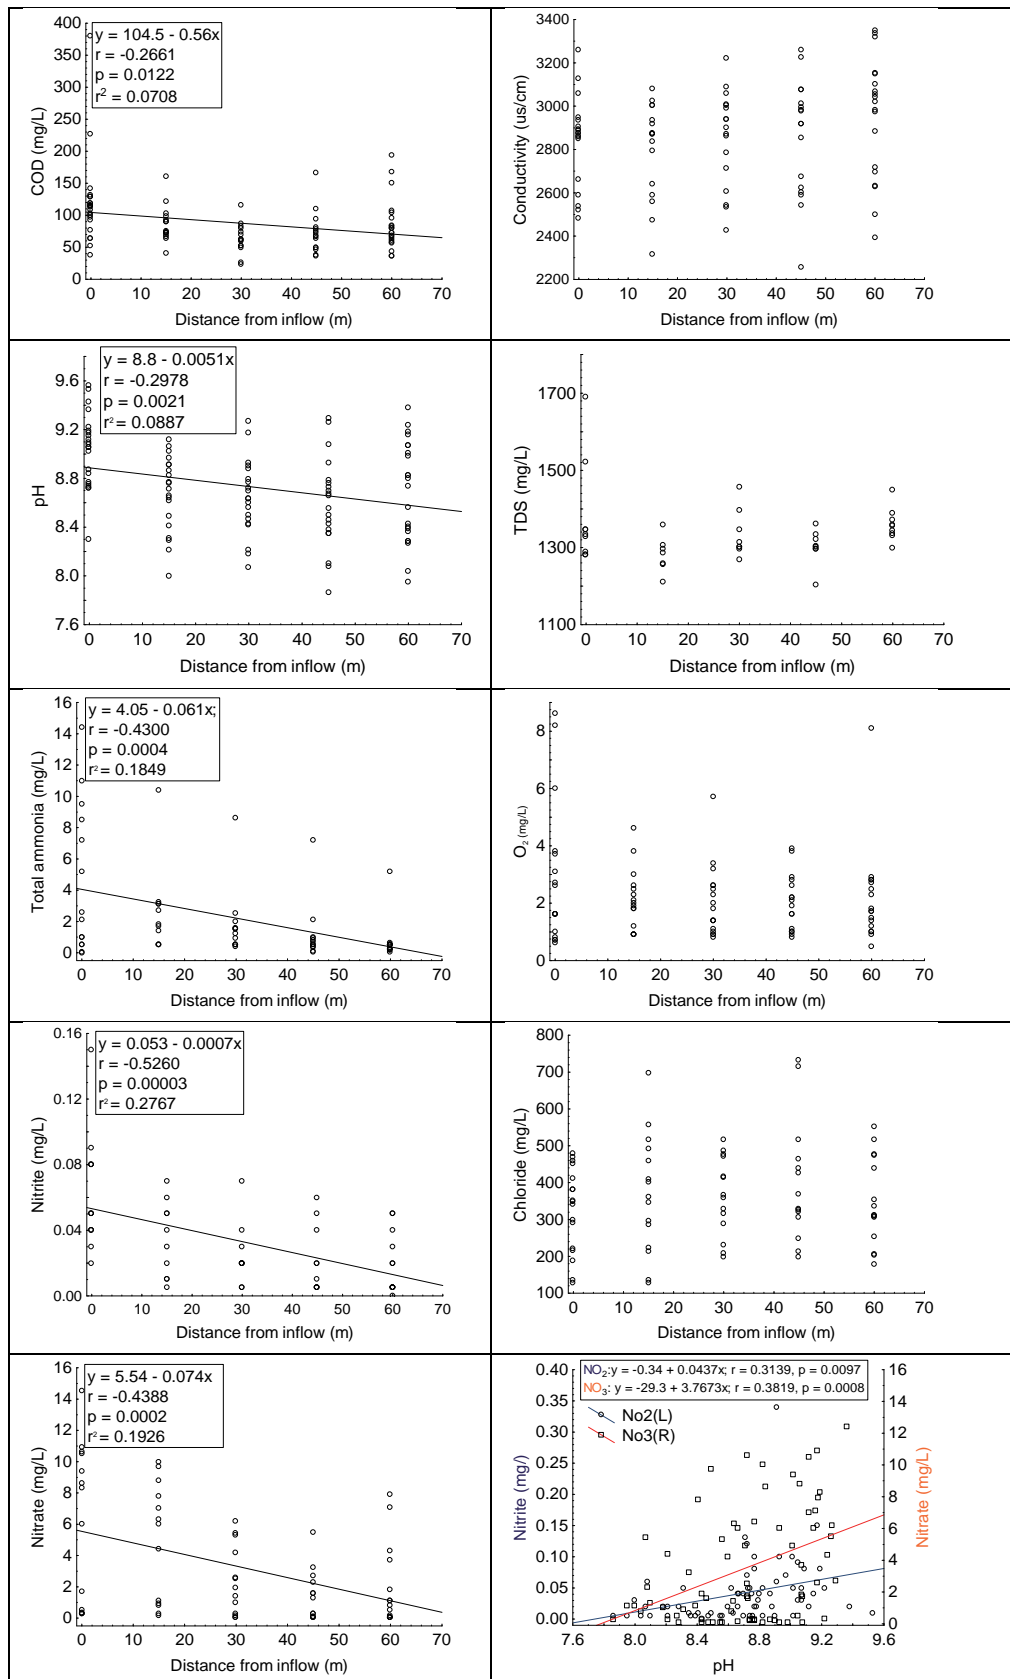 y = 104.5 - 0.56x
r = -0.2661
p = 0.0122
r² = 0.0708
400
350
300
250
200
150
100
50
0
COD (mg/L)
0 10 20 30 40 50 60 70
Distance from inflow (m)
3400
3200
3000
2800
2600
2400
2200
Conductivity (us/cm)
0 10 20 30 40 50 60 70
Distance from inflow (m)
y = 8.8 - 0.0051x
r = -0.2978
p = 0.0021
r² = 0.0887
9.6
9.2
8.8
8.4
8.0
7.6
pH
0 10 20 30 40 50 60 70
Distance from inflow (m)
1700
1500
1300
1100
TDS (mg/L)
0 10 20 30 40 50 60 70
Distance from inflow (m)
y = 4.05 - 0.061x;
r = -0.4300
p = 0.0004
r² = 0.1849
16
14
12
10
8
6
4
2
0
Total ammonia (mg/L)
0 10 20 30 40 50 60 70
Distance from inflow (m)
8
6
4
2
0
O₂ (mg/L)
0 10 20 30 40 50 60 70
Distance from inflow (m)
y = 0.053 - 0.0007x
r = -0.5260
p = 0.00003
r² = 0.2767
0.16
0.12
0.08
0.04
0.00
Nitrite (mg/L)
0 10 20 30 40 50 60 70
Distance from inflow (m)
800
700
600
500
400
300
200
100
Chloride (mg/L)
0 10 20 30 40 50 60 70
Distance from inflow (m)
y = 5.54 - 0.074x
r = -0.4388
p = 0.0002
r² = 0.1926
16
14
12
10
8
6
4
2
0
Nitrate (mg/L)
0 10 20 30 40 50 60 70
Distance from inflow (m)
NO₂:y = -0.34 + 0.0437x; r = 0.3139, p = 0.0097
NO₃: y = -29.3 + 3.7673x; r = 0.3819, p = 0.0008
No2(L)
No3(R)
0.40
0.35
0.30
0.25
0.20
0.15
0.10
0.05
0.00
Nitrite (mg/)
16
14
12
10
8
6
4
2
0
Nitrate (mg/L)
7.6 8.0 8.4 8.8 9.2 9.6
pH